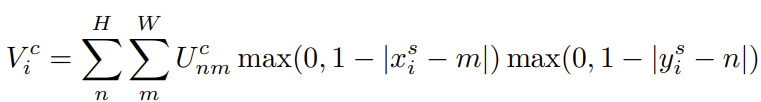 V_i^c = \sum_n^H \sum_m^W U_{nm}^c \max(0, 1 - |x_i^s - m|) \max(0, 1 - |y_i^s - n|)